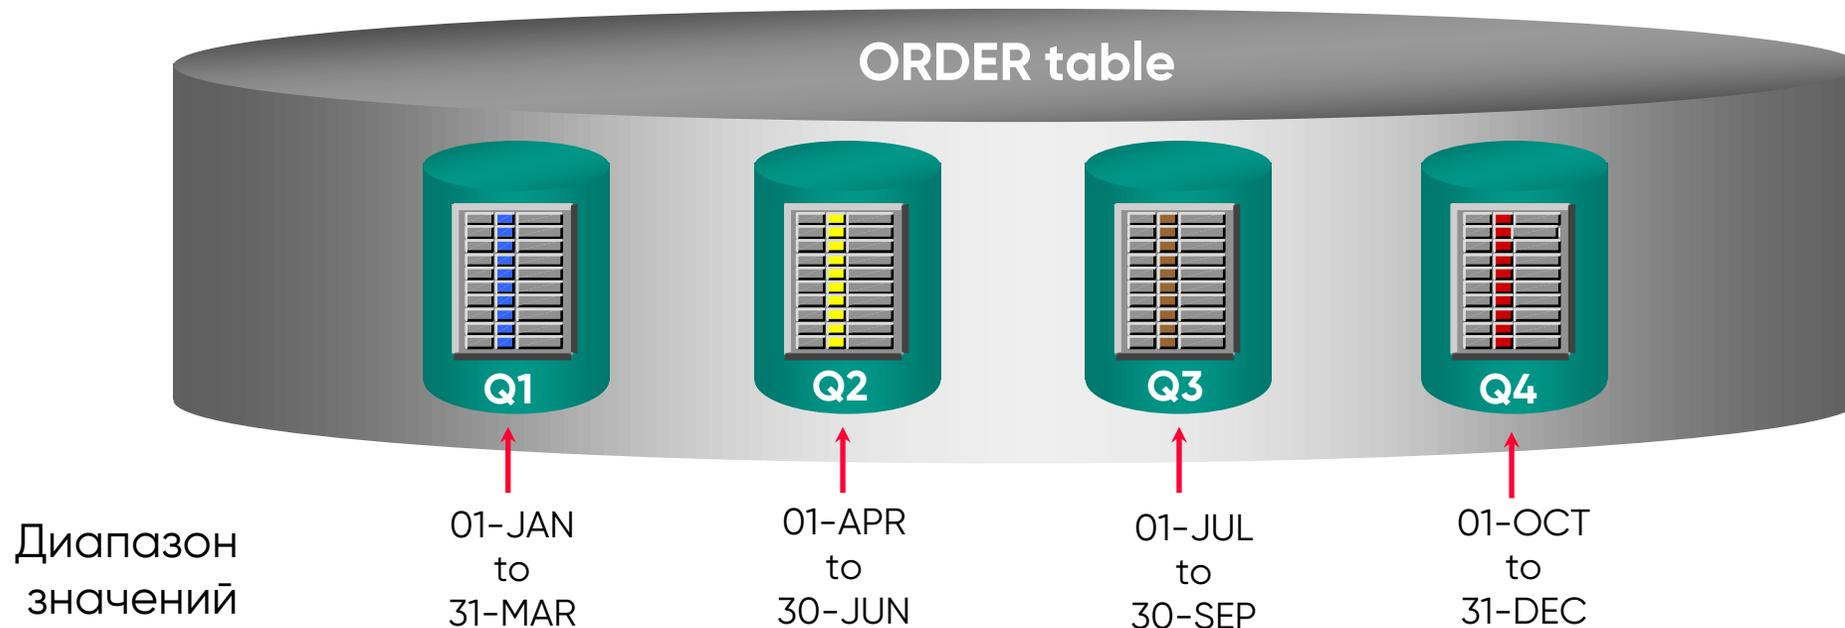 ORDER table
Q1
Q2
Q3
Q4
Диапазон
значений
01-JAN
to
31-MAR
01-APR
to
30-JUN
01-JUL
to
30-SEP
01-OCT
to
31-DEC